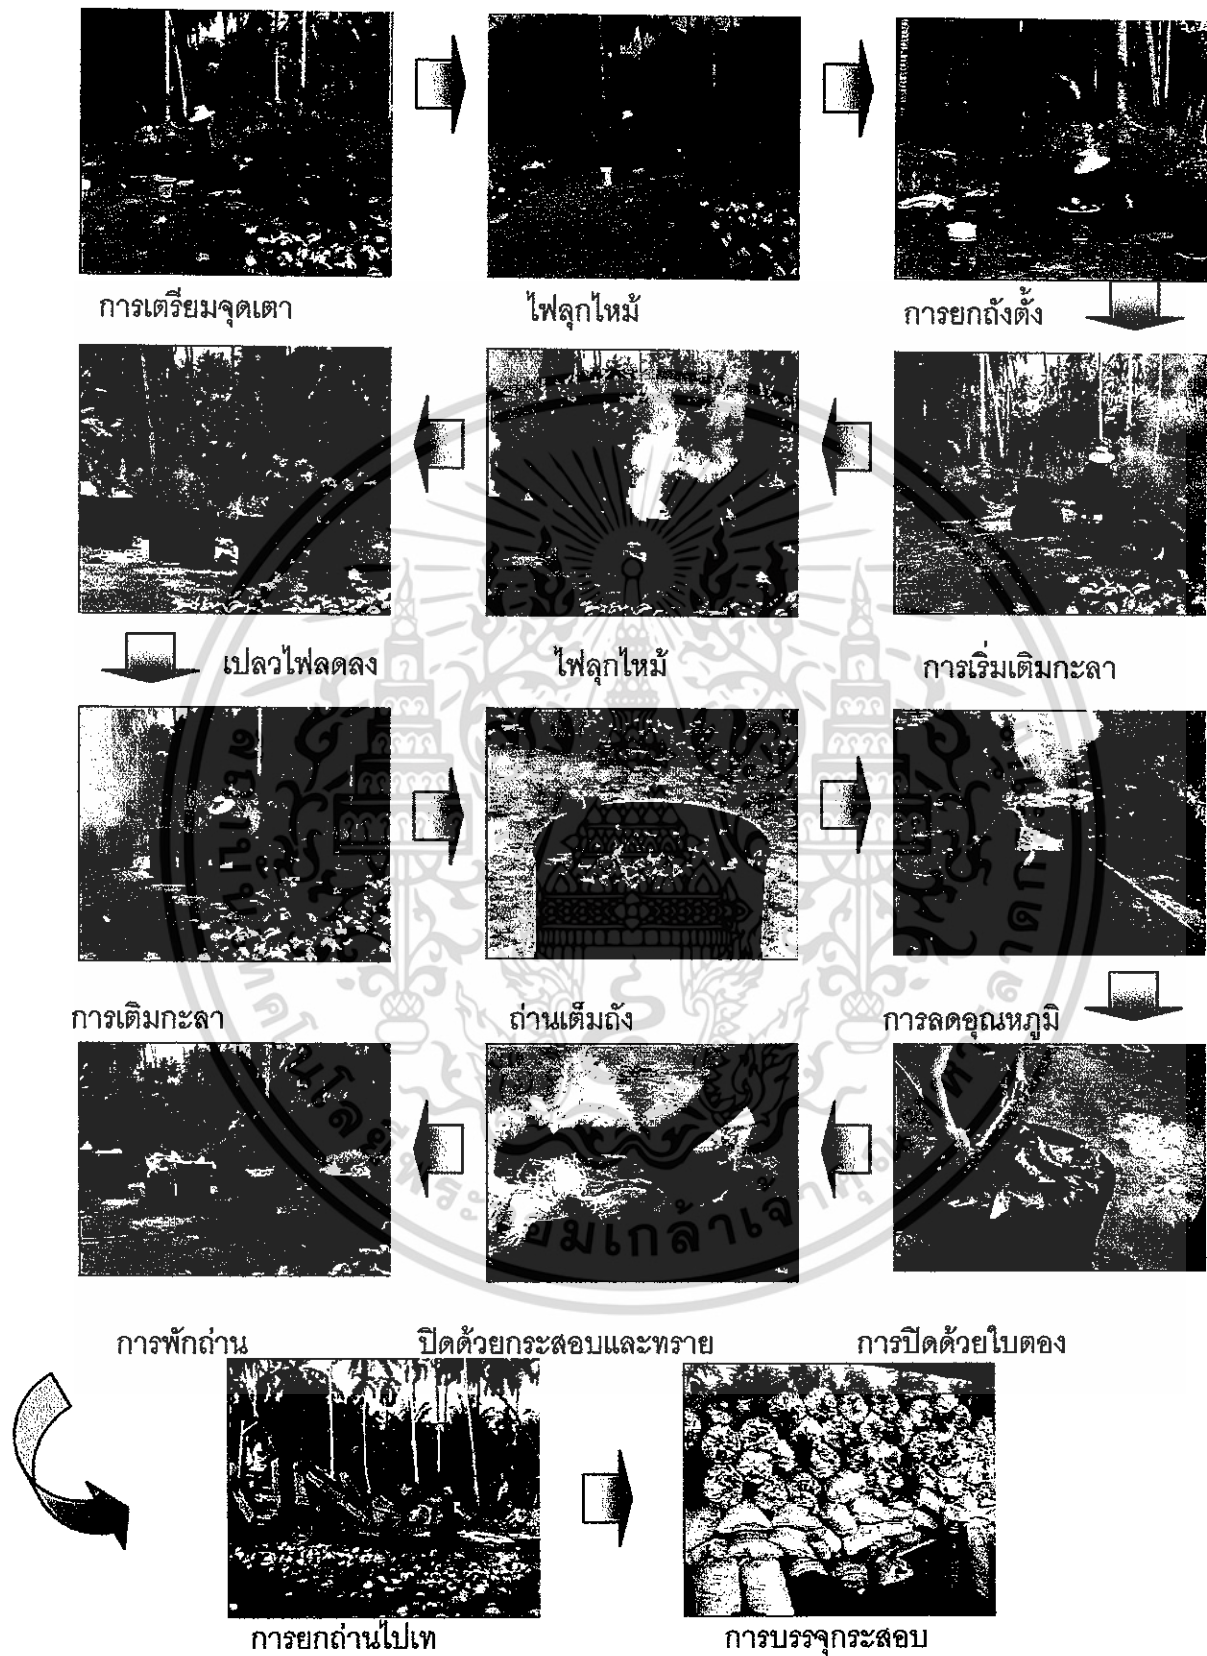 การเตรียมจุดเตา ไฟลุกไหม้ การยกถังตั้ง
เปลวไฟลดลง ไฟลุกไหม้ การเริ่มเติมกะลา
การเติมกะลา ถ่านเต็มถัง การลดอุณหภูมิ
การพักถ่าน ปิดด้วยกระสอบและทราย การปิดด้วยใบตอง
การยกถ่านไปเท การบรรจุกระสอบ